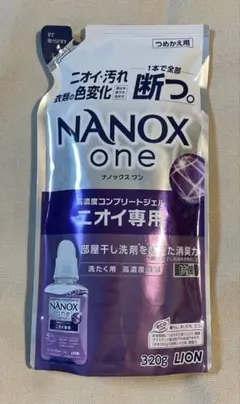 つめかえ用
ニオイ・汚れ
衣類の色変化
1本で全部
断つ。
NANOX
one
ナノックス ワン
高濃度コンプリートジェル
ニオイ専用
部屋干し洗剤を
た消臭力
洗たく用 高濃度
NANOX
one
ニオイ専用
320g LION